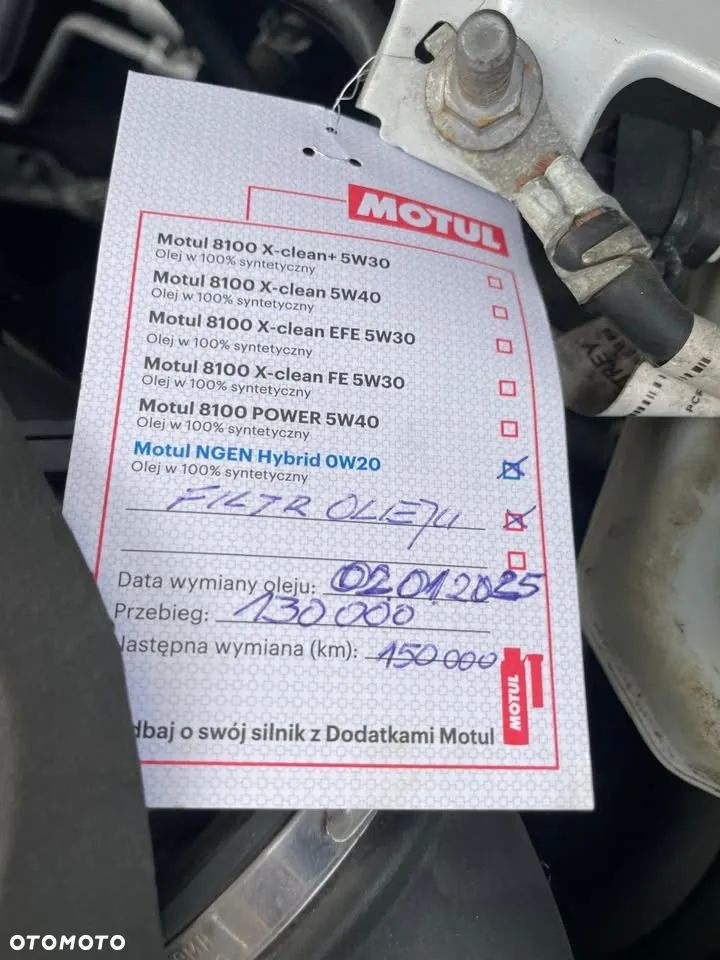 MOTUL
Motul 8100 X-clean+ 5W30
Olej w 100% syntetyczny
Motul 8100 X-clean 5W40
Olej w 100% syntetyczny
Motul 8100 X-clean EFE 5W30
Olej w 100% syntetyczny
Motul 8100 X-clean FE 5W30
Olej w 100% syntetyczny
Motul 8100 POWER 5W40
Olej w 100% syntetyczny
Motul NGEN Hybrid 0W20
Olej w 100% syntetyczny
FILTR OLEJU
Data wymiany oleju: 02.01.2025
Przebieg: 130 000
Następna wymiana (km): 150 000
dbaj o swój silnik z Dodatkami Motul
MOTUL
OTOMOTO